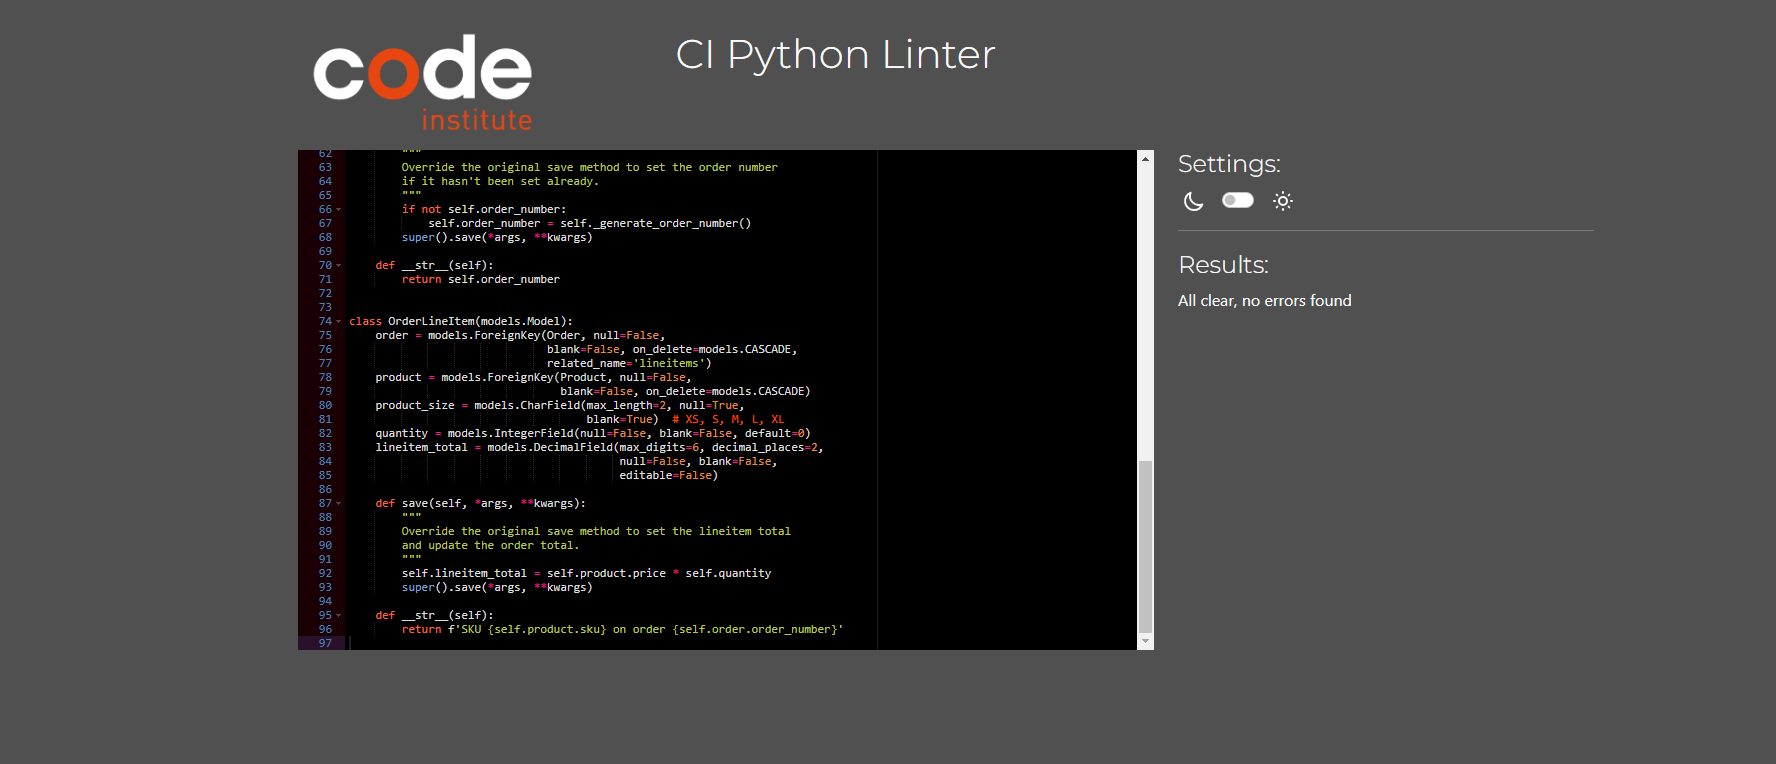 code
institute
CI Python Linter
62 """
63 Override the original save method to set the order number
64 if it hasn't been set already.
65 """
66 if not self.order_number:
67 self.order_number = self._generate_order_number()
68 super().save(*args, **kwargs)
69
70 def __str__(self):
71 return self.order_number
72
73
74 class OrderLineItem(models.Model):
75 order = models.ForeignKey(Order, null=False,
76 blank=False, on_delete=models.CASCADE,
77 related_name='lineitems')
78 product = models.ForeignKey(Product, null=False,
79 blank=False, on_delete=models.CASCADE)
80 product_size = models.CharField(max_length=2, null=True,
81 blank=True)  # XS, S, M, L, XL
82 quantity = models.IntegerField(null=False, blank=False, default=0)
83 lineitem_total = models.DecimalField(max_digits=6, decimal_places=2,
84 null=False, blank=False,
85 editable=False)
86
87 def save(self, *args, **kwargs):
88 """
89 Override the original save method to set the lineitem total
90 and update the order total.
91 """
92 self.lineitem_total = self.product.price * self.quantity
93 super().save(*args, **kwargs)
94
95 def __str__(self):
96 return f'SKU {self.product.sku} on order {self.order.order_number}'
97
Settings:
Results:
All clear, no errors found